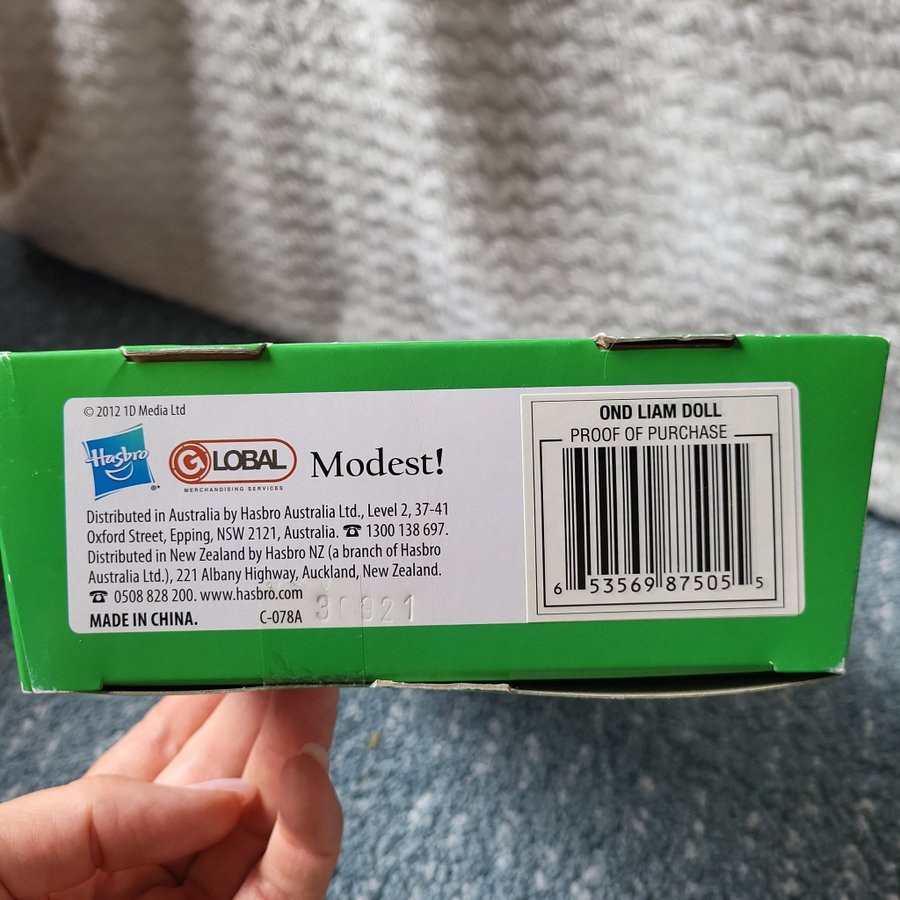 © 2012 1D Media Ltd
Hasbro ®*
GLOBAL
MERCHANDISING SERVICES
Modest!
Distributed in Australia by Hasbro Australia Ltd., Level 2, 37-41
Oxford Street, Epping, NSW 2121, Australia. ☎ 1300 138 697.
Distributed in New Zealand by Hasbro NZ (a branch of Hasbro
Australia Ltd.), 221 Albany Highway, Auckland, New Zealand.
☎ 0508 828 200. www.hasbro.com
MADE IN CHINA. C-078A
OND LIAM DOLL
PROOF OF PURCHASE
6 53569 87505 5